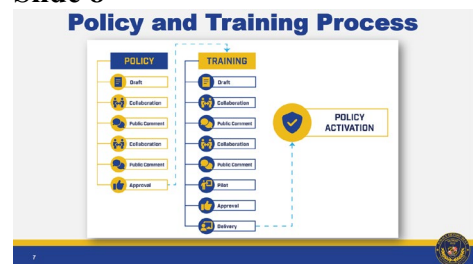 Slide 8
Policy and Training Process
POLICY
Draft
Collaboration
Public Comment
Collaboration
Public Comment
Approval
TRAINING
Draft
Collaboration
Public Comment
Collaboration
Public Comment
Pilot
Approval
Delivery
POLICY
ACTIVATION
7